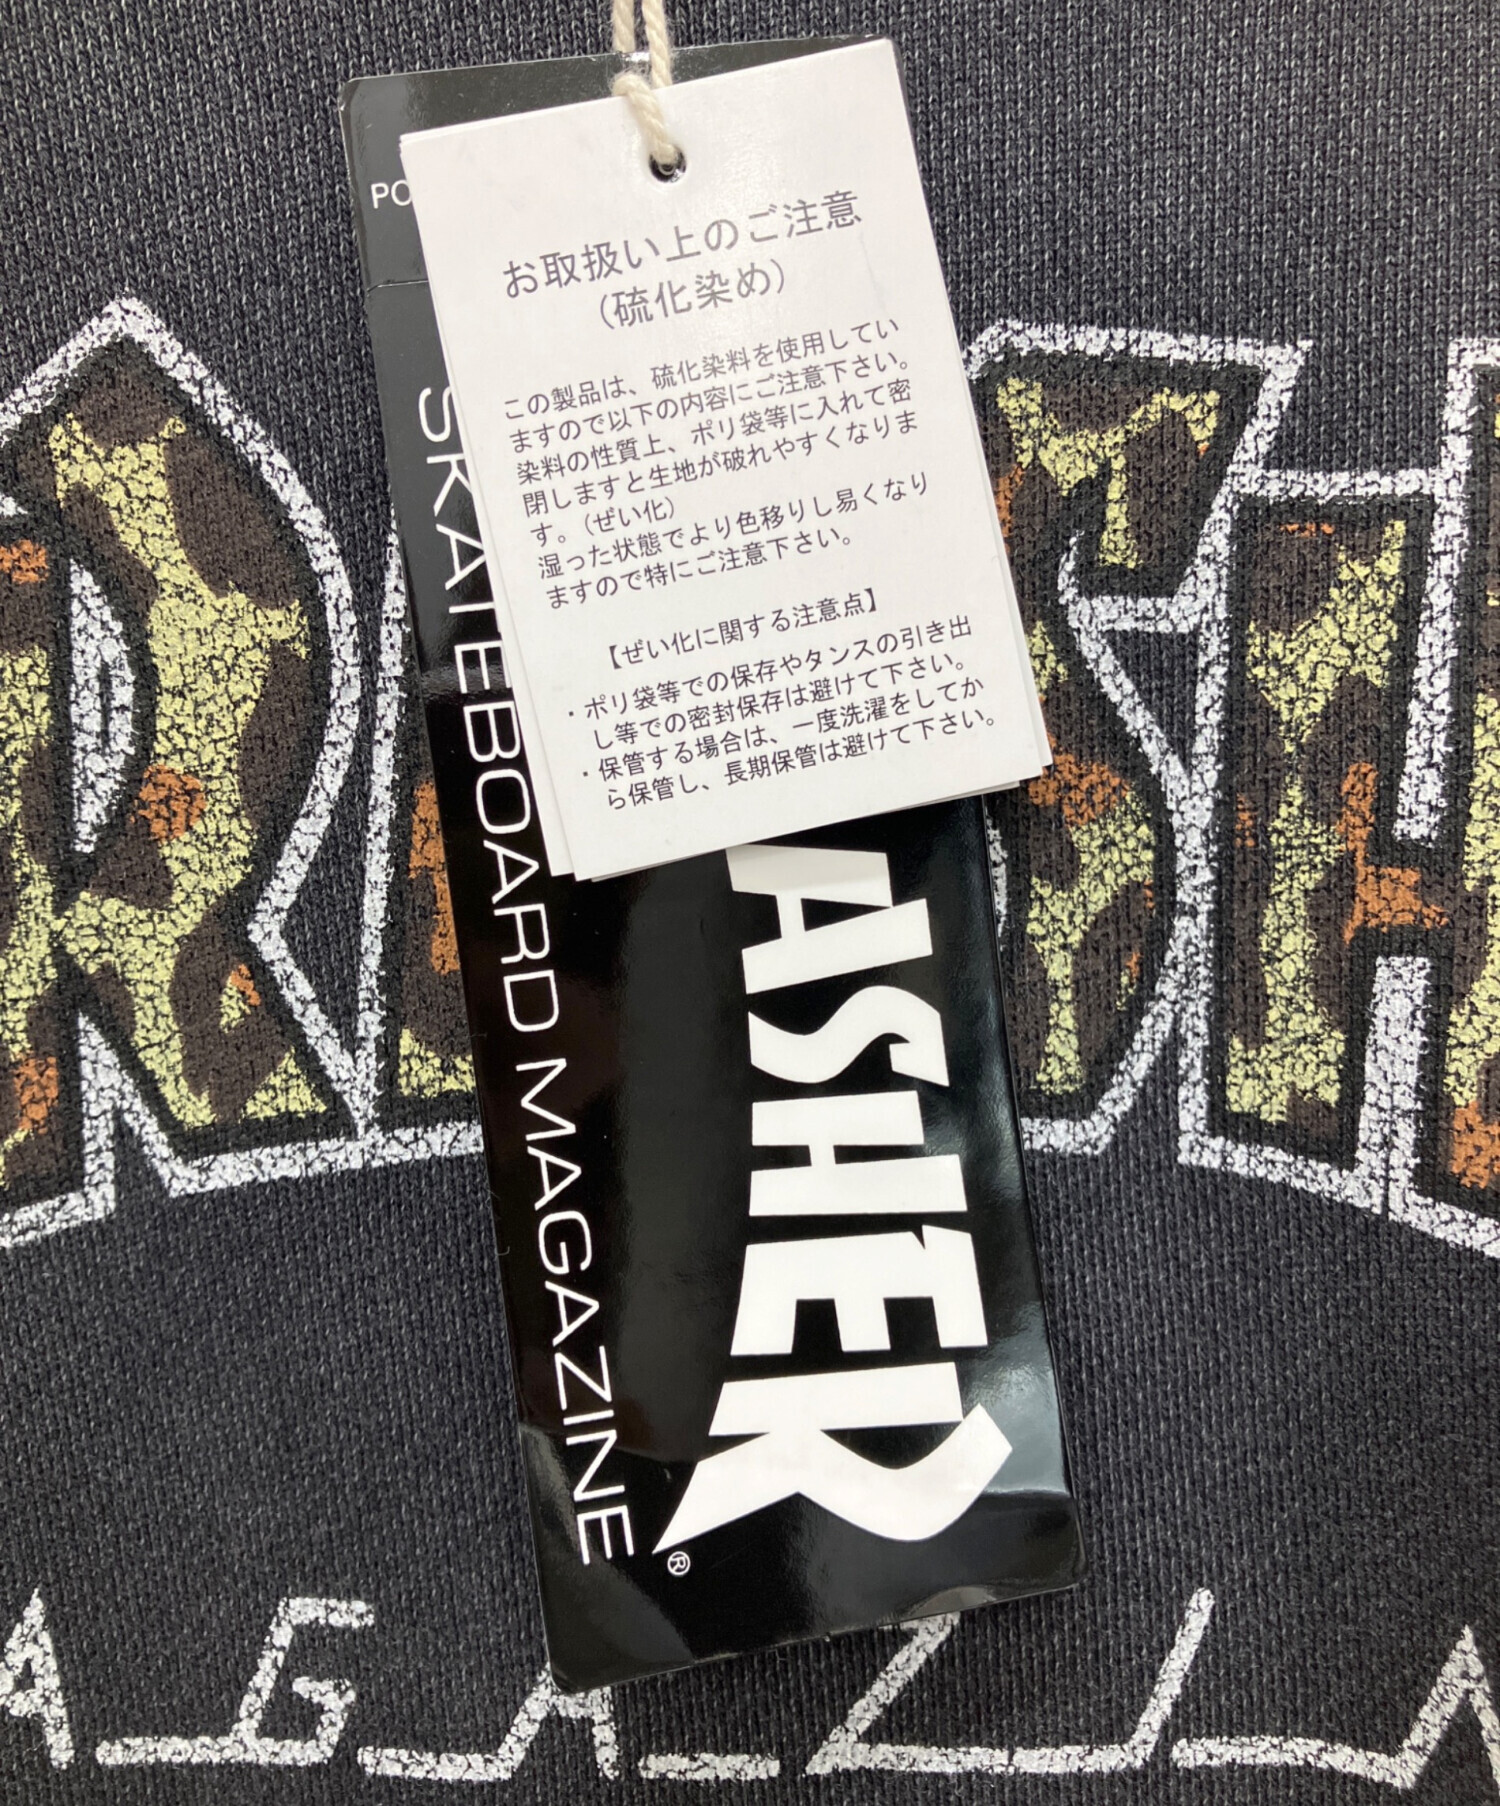 PO
お取扱い上のご注意
(硫化染め)
この製品は、硫化染料を使用してい
ますので以下の内容にご注意下さい。
染料の性質上、ポリ袋等に入れて密
閉しますと生地が破れやすくなりま
す。(ぜい化)
湿った状態でより色移りし易くなり
ますので特にご注意下さい。
【ぜい化に関する注意点】
・ポリ袋等での保存やタンスの引き出
し等での密封保存は避けて下さい。
・保管する場合は、一度洗濯をしてか
ら保管し、長期保管は避けて下さい。
SKATEBOARD MAGAZINE
ASHER
®
R
SH
AGAZIN